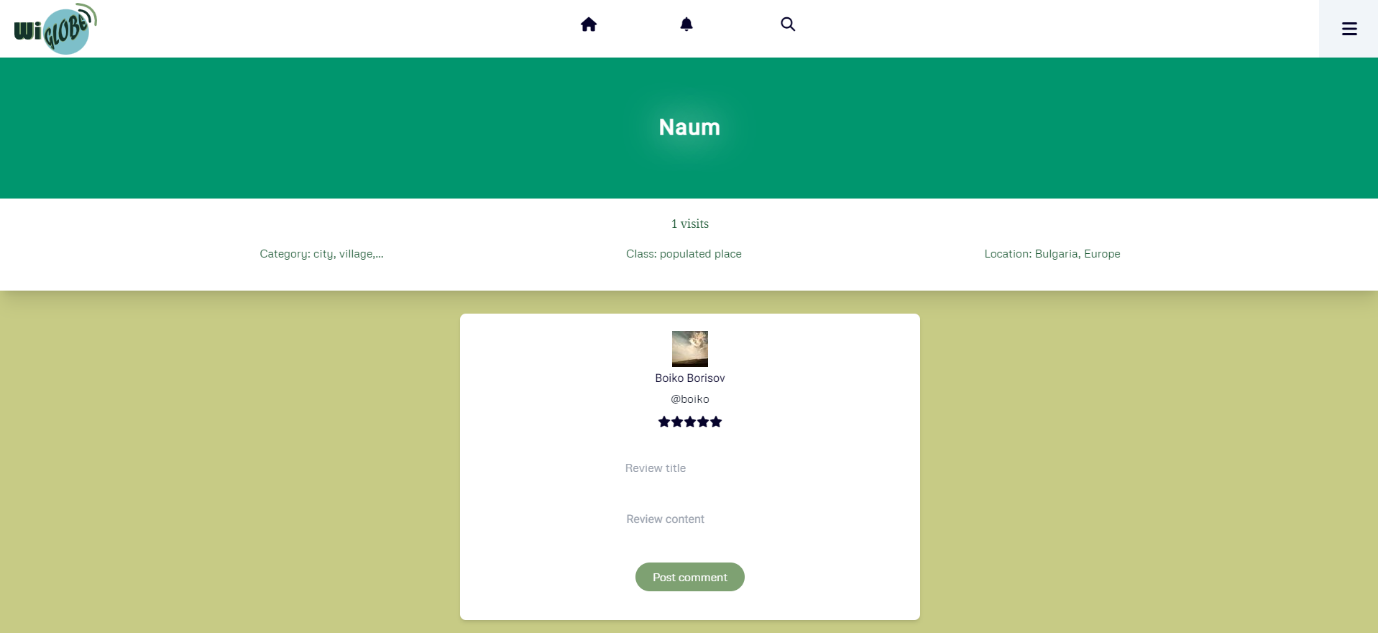 Wi GLOBE
Naum
1 visits
Category: city, village,...
Class: populated place
Location: Bulgaria, Europe
Boiko Borisov
@boiko
Review title
Review content
Post comment